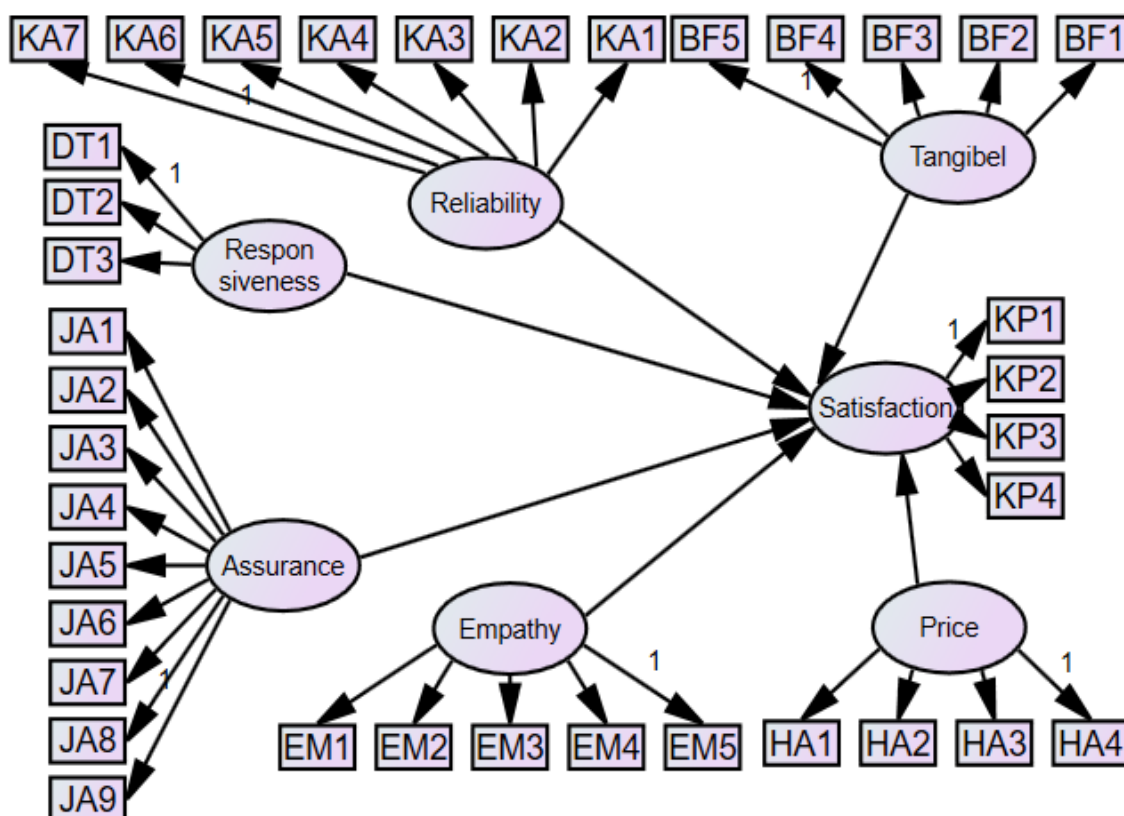 KA7 KA6 KA5 KA4 KA3 KA2 KA1 BF5 BF4 BF3 BF2 BF1
1
1
DT1
1
DT2
DT3
Reliability
Tangibel
Respon
siveness
JA1
JA2
JA3
JA4
JA5
JA6
JA7
1
JA8
JA9
Assurance
Satisfaction
1
KP1
KP2
KP3
KP4
Empathy
1
EM1 EM2 EM3 EM4 EM5
Price
1
HA1 HA2 HA3 HA4